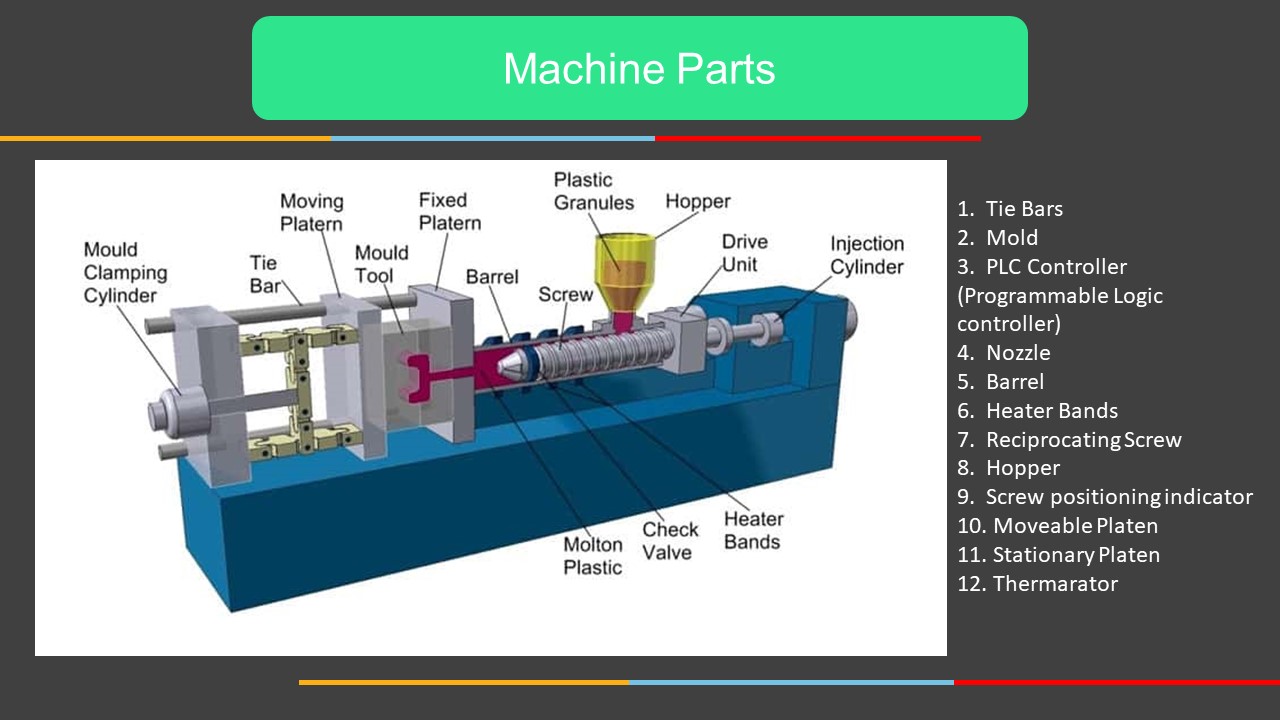 Machine Parts
Plastic
Granules
Hopper
Moving
Platern
Fixed
Platern
Mould
Clamping
Cylinder
Tie
Bar
Mould
Tool
Barrel
Screw
Drive
Unit
Injection
Cylinder
Molton
Plastic
Check
Valve
Heater
Bands
1. Tie Bars
2. Mold
3. PLC Controller
(Programmable Logic
controller)
4. Nozzle
5. Barrel
6. Heater Bands
7. Reciprocating Screw
8. Hopper
9. Screw positioning indicator
10. Moveable Platen
11. Stationary Platen
12. Thermarator